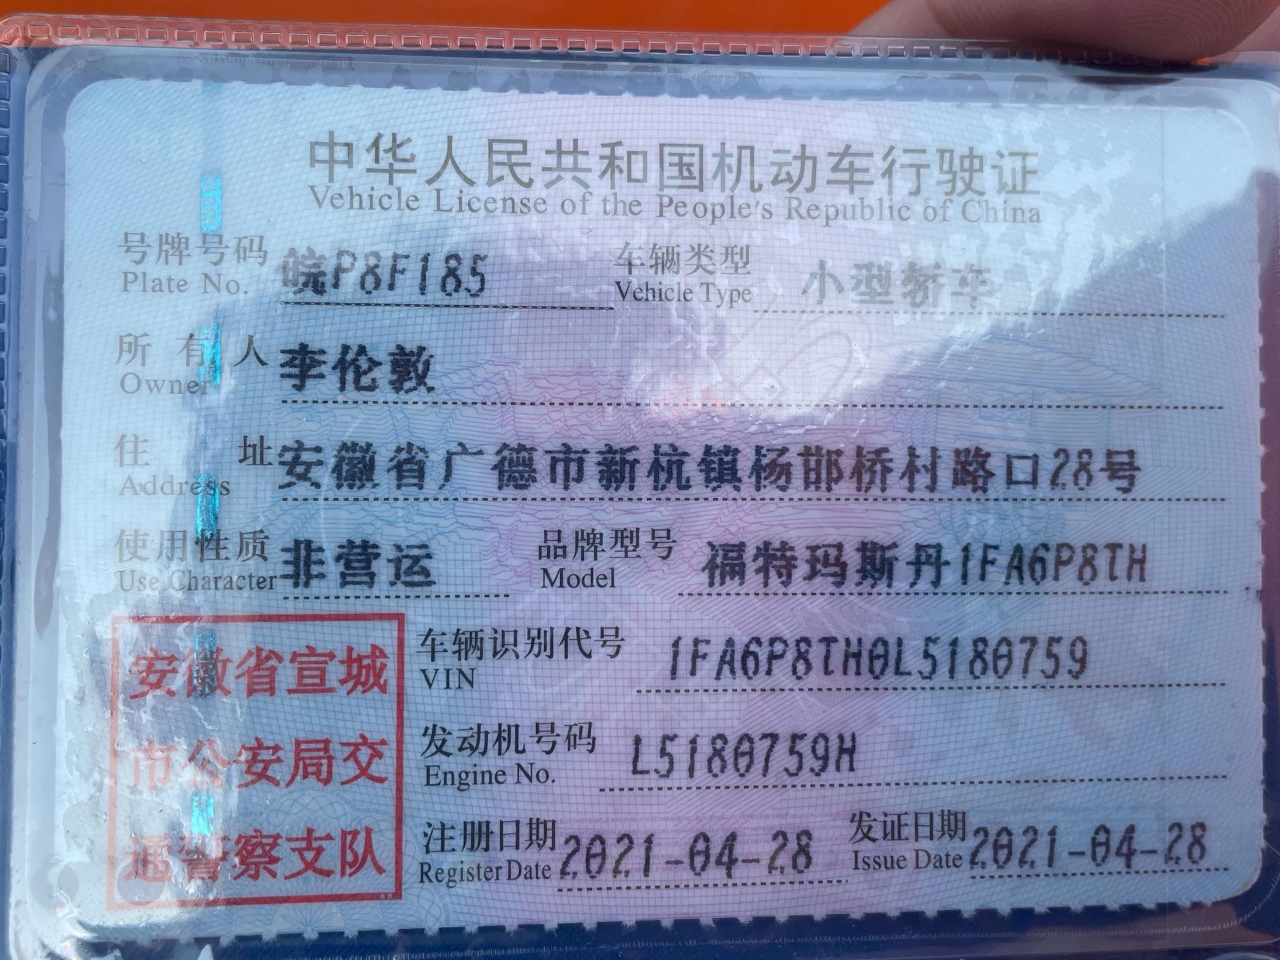 中华人民共和国机动车行驶证
Vehicle License of the People's Republic of China
号牌号码 皖P8F185 车辆类型 小型轿车
Plate No. Vehicle Type
所有人 李伦敦
Owner
住址 安徽省广德市新杭镇杨邯桥村路口28号
Address
使用性质 非营运 品牌型号 福特玛斯丹1FA6P8TH
Use Character Model
安徽省宣城
市公安局交
通警察支队
车辆识别代号 1FA6P8TH0L5180759
VIN
发动机号码 L5180759H
Engine No.
注册日期 2021-04-28 发证日期 2021-04-28
Register Date Issue Date